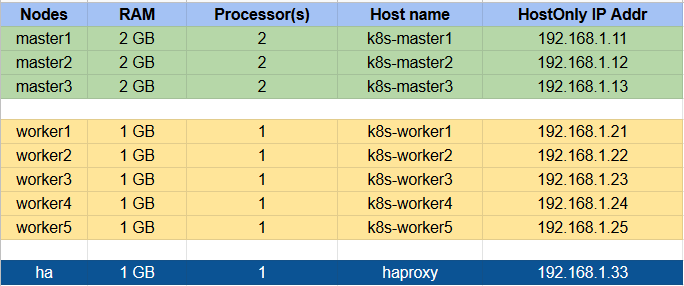 Nodes RAM Processor(s) Host name HostOnly IP Addr
master1 2 GB 2 k8s-master1 192.168.1.11
master2 2 GB 2 k8s-master2 192.168.1.12
master3 2 GB 2 k8s-master3 192.168.1.13
worker1 1 GB 1 k8s-worker1 192.168.1.21
worker2 1 GB 1 k8s-worker2 192.168.1.22
worker3 1 GB 1 k8s-worker3 192.168.1.23
worker4 1 GB 1 k8s-worker4 192.168.1.24
worker5 1 GB 1 k8s-worker5 192.168.1.25
ha 1 GB 1 haproxy 192.168.1.33